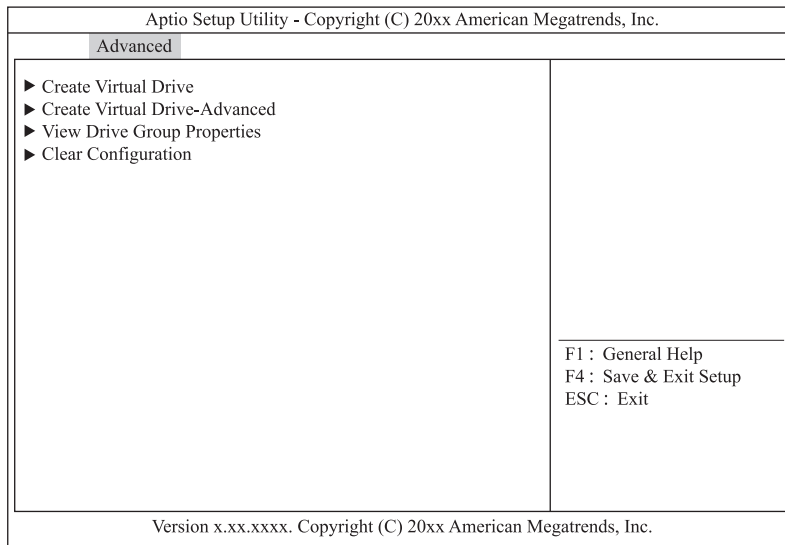 Aptio Setup Utility - Copyright (C) 20xx American Megatrends, Inc.
Advanced
▶ Create Virtual Drive
▶ Create Virtual Drive-Advanced
▶ View Drive Group Properties
▶ Clear Configuration
F1 : General Help
F4 : Save & Exit Setup
ESC : Exit
Version x.xx.xxxx. Copyright (C) 20xx American Megatrends, Inc.